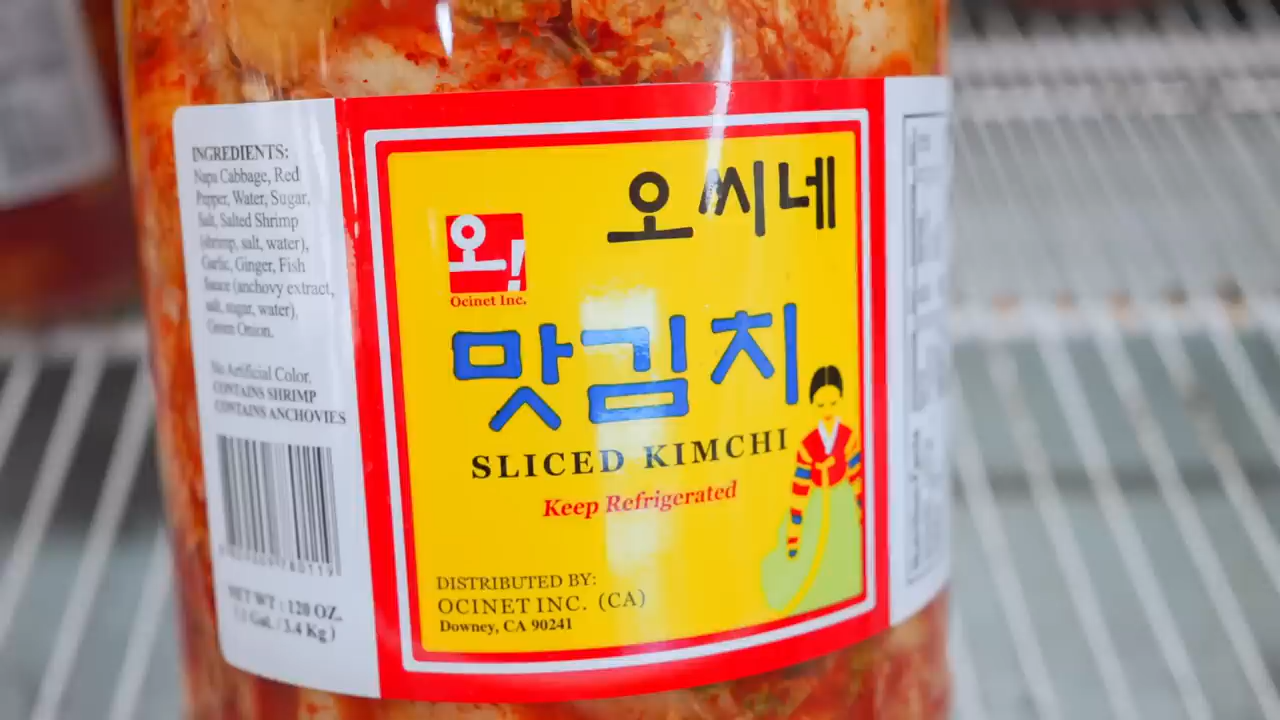 INGREDIENTS:
Napa Cabbage, Red
Pepper, Water, Sugar,
Salt, Salted Shrimp
(shrimp, salt, water),
Garlic, Ginger, Fish
Sauce (anchovy extract,
salt, sugar, water),
Green Onion.
No Artificial Color.
CONTAINS SHRIMP
CONTAINS ANCHOVIES
NET WT : 120 OZ.
Gal. / 3.4 Kg )
오씨네
오!
Ocinet Inc.
맛김치
SLICED KIMCHI
Keep Refrigerated
DISTRIBUTED BY:
OCINET INC. (CA)
Downey, CA 90241